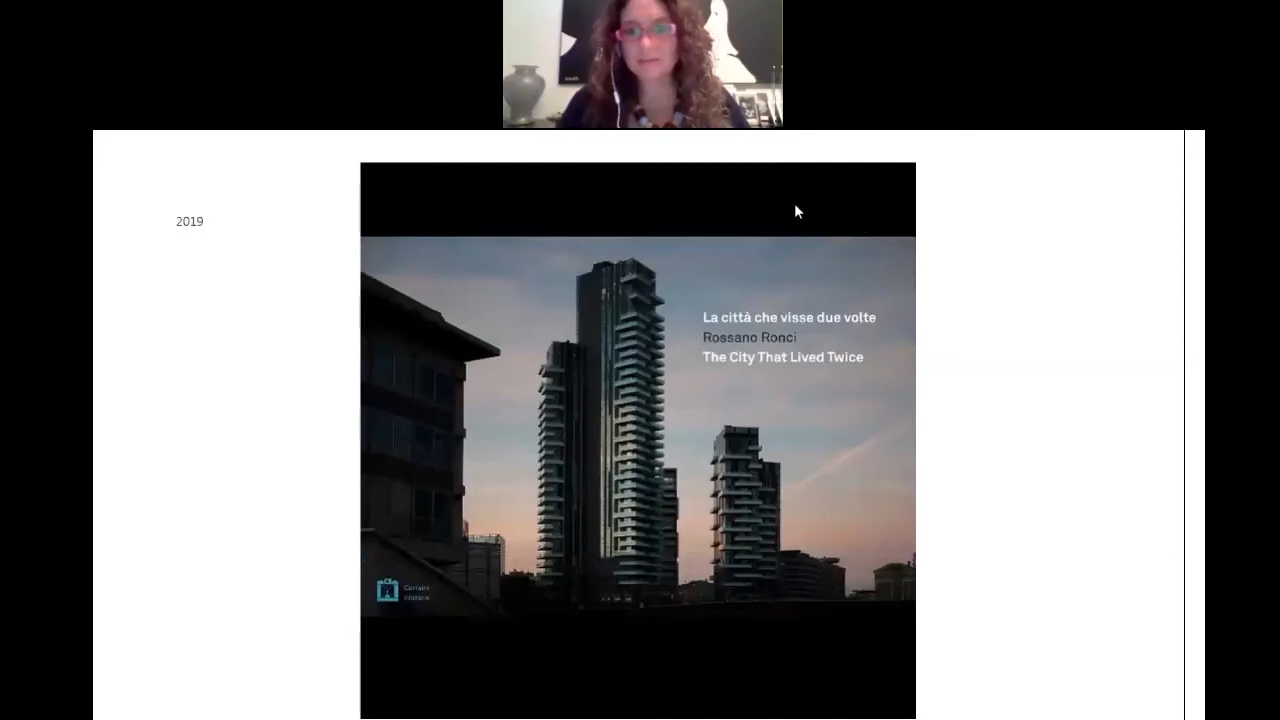 2019
La città che visse due volte
Rossano Ronci
The City That Lived Twice